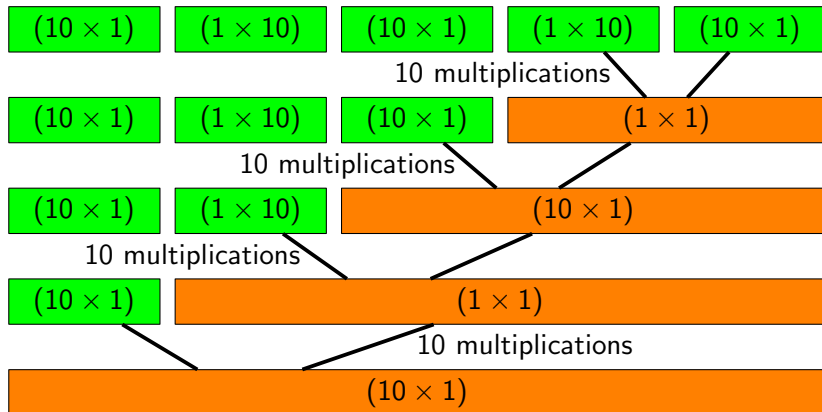 (10 × 1) (1 × 10) (10 × 1) (1 × 10) (10 × 1)
10 multiplications
(10 × 1) (1 × 10) (10 × 1) (1 × 1)
10 multiplications
(10 × 1) (1 × 10) (10 × 1)
10 multiplications
(10 × 1) (1 × 1)
10 multiplications
(10 × 1)